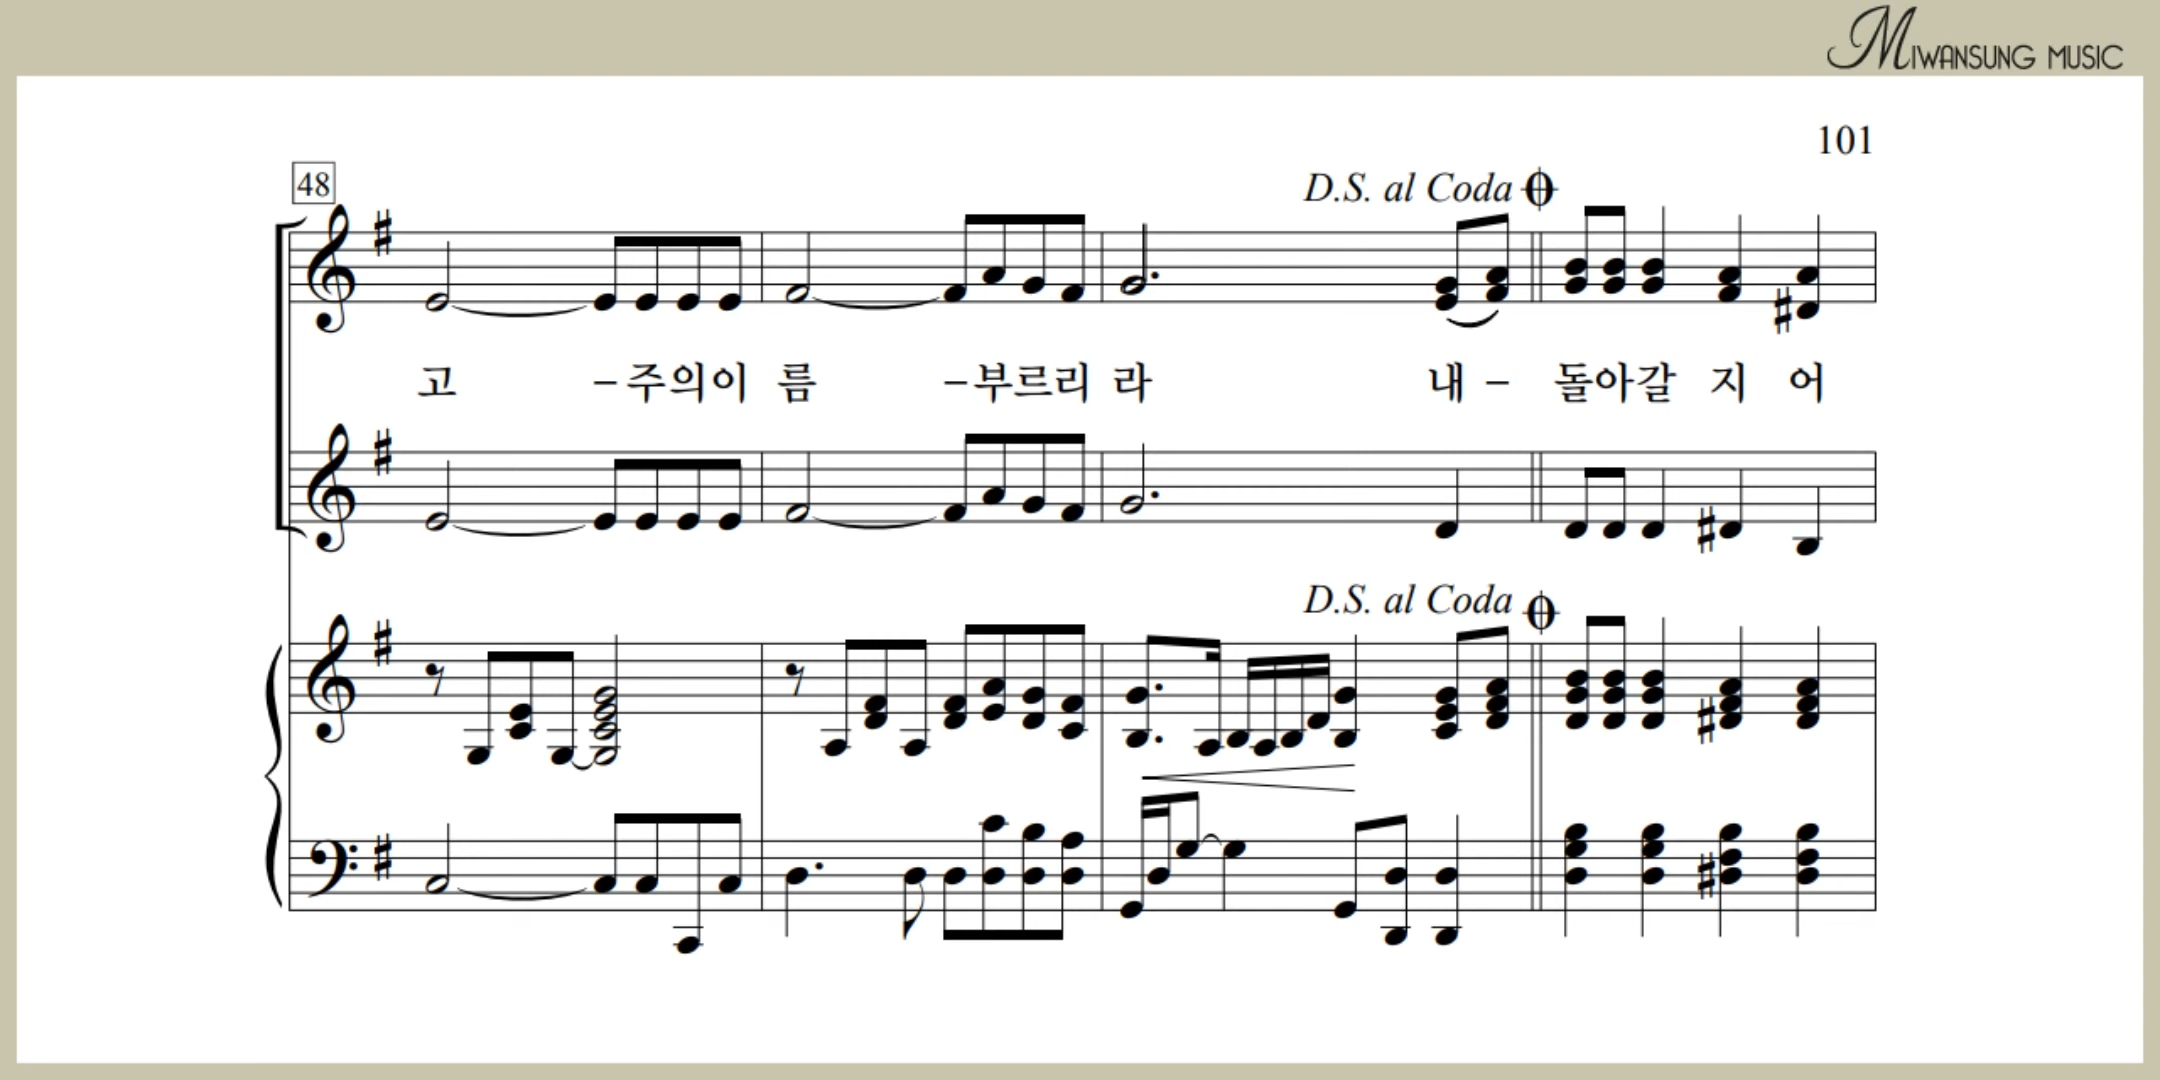 MIWANSUNG MUSIC
101
48
D.S. al Coda
고 –주의이 름 –부르리 라 내 – 돌아갈 지 어
D.S. al Coda